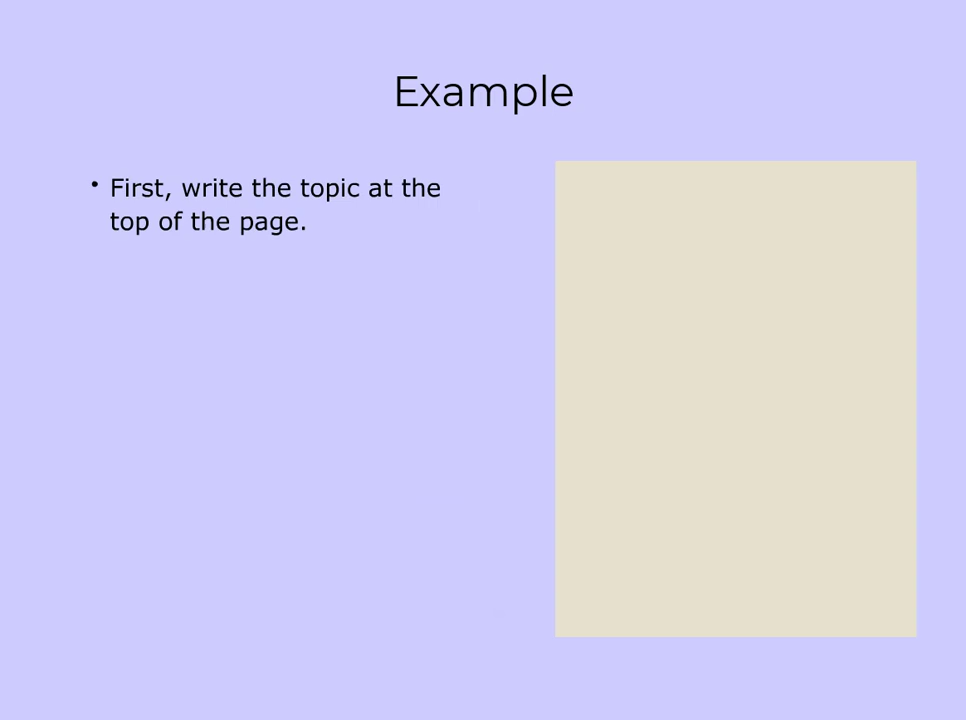 Example
• First, write the topic at the
top of the page.